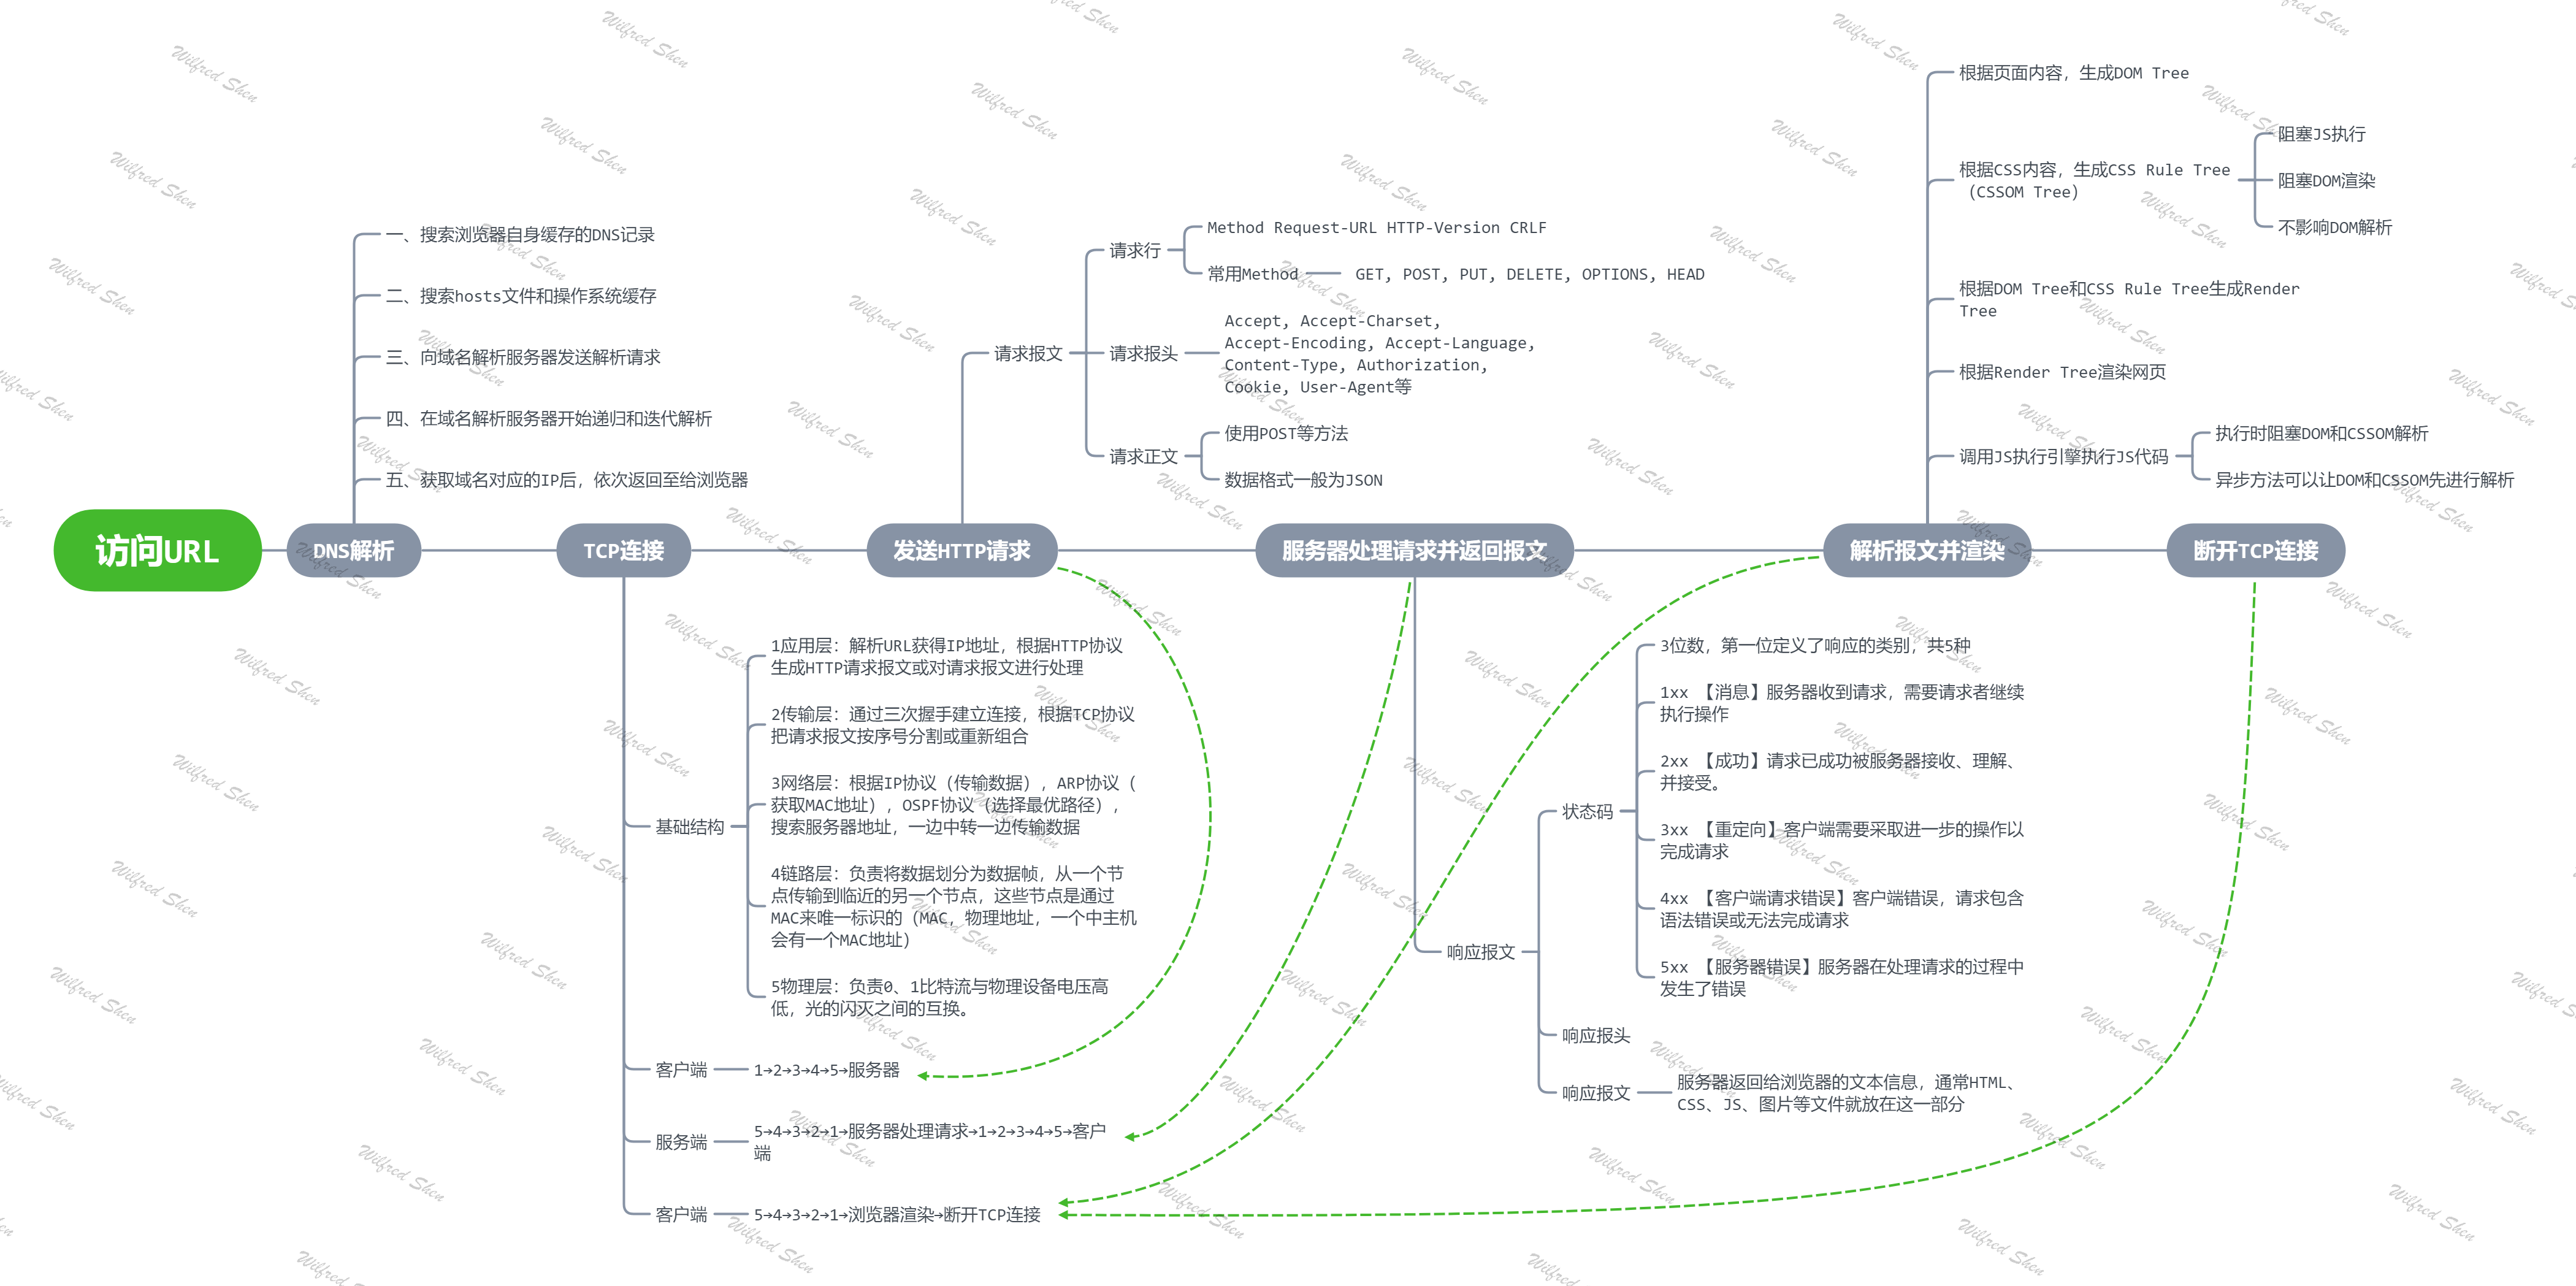 访问URL
DNS解析
一、搜索浏览器自身缓存的DNS记录
二、搜索hosts文件和操作系统缓存
三、向域名解析服务器发送解析请求
四、在域名解析服务器开始递归和迭代解析
五、获取域名对应的IP后，依次返回至给浏览器
TCP连接
基础结构
1应用层：解析URL获得IP地址，根据HTTP协议
生成HTTP请求报文或对请求报文进行处理
2传输层：通过三次握手建立连接，根据TCP协议
把请求报文按序号分割或重新组合
3网络层：根据IP协议（传输数据），ARP协议（
获取MAC地址），OSPF协议（选择最优路径），
搜索服务器地址，一边中转一边传输数据
4链路层：负责将数据划分为数据帧，从一个节
点传输到临近的另一个节点，这些节点是通过
MAC来唯一标识的（MAC，物理地址，一个中主机
会有一个MAC地址）
5物理层：负责0、1比特流与物理设备电压高
低，光的闪灭之间的互换。
客户端
1→2→3→4→5→服务器
服务端
5→4→3→2→1→服务器处理请求→1→2→3→4→5→客户
端
客户端
5→4→3→2→1→浏览器渲染→断开TCP连接
发送HTTP请求
请求报文
请求行
Method Request-URL HTTP-Version CRLF
常用Method
GET, POST, PUT, DELETE, OPTIONS, HEAD
请求报头
Accept, Accept-Charset,
Accept-Encoding, Accept-Language,
Content-Type, Authorization,
Cookie, User-Agent等
请求正文
使用POST等方法
数据格式一般为JSON
服务器处理请求并返回报文
响应报文
状态码
3位数，第一位定义了响应的类别，共5种
1xx 【消息】服务器收到请求，需要请求者继续
执行操作
2xx 【成功】请求已成功被服务器接收、理解、
并接受。
3xx 【重定向】客户端需要采取进一步的操作以
完成请求
4xx 【客户端请求错误】客户端错误，请求包含
语法错误或无法完成请求
5xx 【服务器错误】服务器在处理请求的过程中
发生了错误
响应报头
响应报文
服务器返回给浏览器的文本信息，通常HTML、
CSS、JS、图片等文件就放在这一部分
解析报文并渲染
根据页面内容，生成DOM Tree
根据CSS内容，生成CSS Rule Tree
（CSSOM Tree）
阻塞JS执行
阻塞DOM渲染
不影响DOM解析
根据DOM Tree和CSS Rule Tree生成Render
Tree
根据Render Tree渲染网页
调用JS执行引擎执行JS代码
执行时阻塞DOM和CSSOM解析
异步方法可以让DOM和CSSOM先进行解析
断开TCP连接
Wilfred Shen